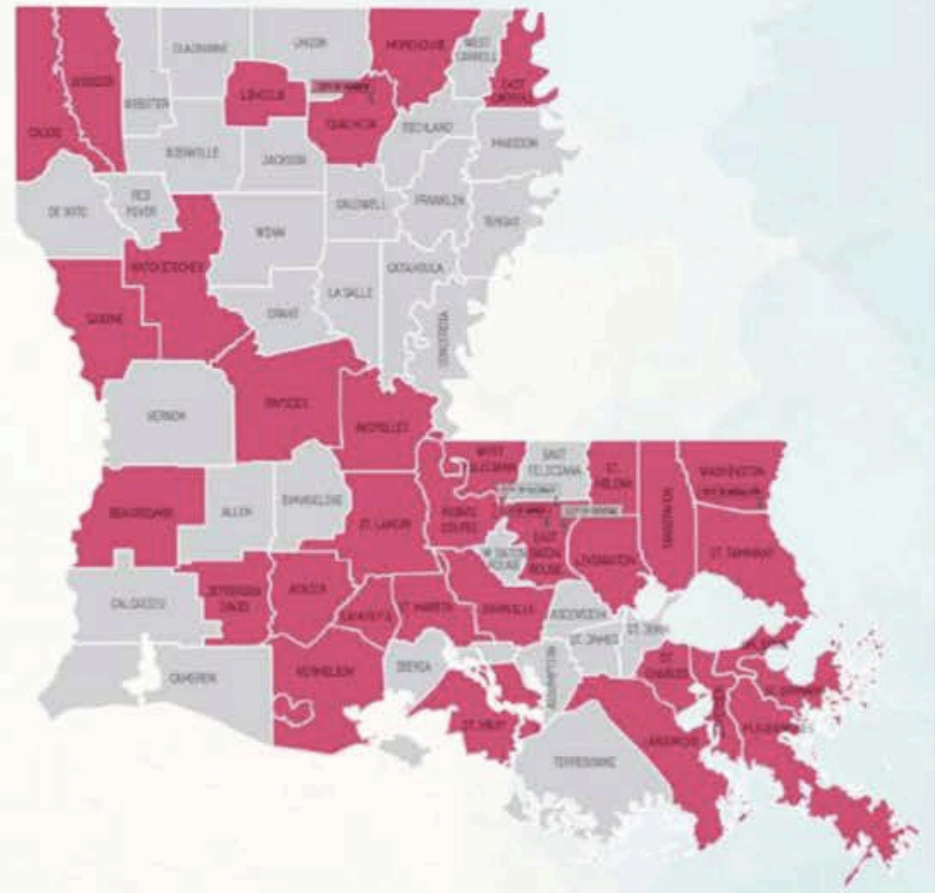 CLAIBORNE
UNION
MOREHOUSE
WEST
CARROLL
EAST
CARROLL
CADDO
BOSSIER
WEBSTER
LINCOLN
OUACHITA
RICHLAND
MADISON
BIENVILLE
JACKSON
DE SOTO
RED
RIVER
CALDWELL
FRANKLIN
TENSAS
WINN
NATCHITOCHES
CATAHOULA
LA SALLE
SABINE
GRANT
CONCORDIA
VERNON
RAPIDES
AVOYELLES
WEST
FELICIANA
EAST
FELICIANA
ST.
HELENA
TANGIPAHOA
WASHINGTON
BEAUREGARD
ALLEN
EVANGELINE
ST. LANDRY
POINTE
COUPEE
EAST
BATON
ROUGE
W. BATON
ROUGE
LIVINGSTON
ST. TAMMANY
CALCASIEU
JEFFERSON
DAVIS
ACADIA
LAFAYETTE
ST. MARTIN
IBERVILLE
ASCENSION
ST. JAMES
ST. JOHN
CAMERON
VERMILION
IBERIA
ASSUMPTION
ST.
CHARLES
ST. BERNARD
ST. MARY
LAFOURCHE
PLAQUEMINES
TERREBONNE